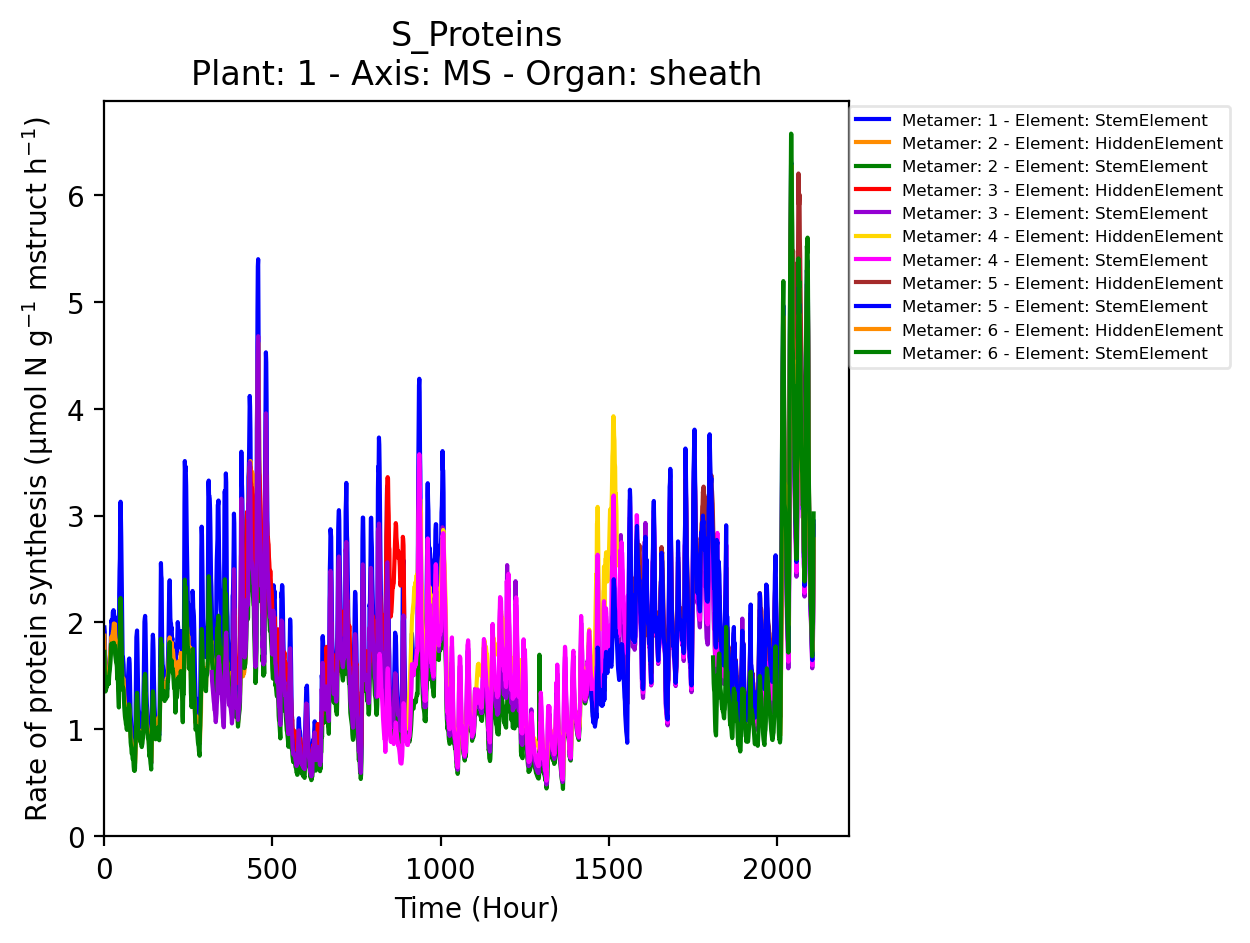 S_Proteins
Plant: 1 - Axis: MS - Organ: sheath
Rate of protein synthesis (µmol N g⁻¹ mstruct h⁻¹)
6
5
4
3
2
1
0
0 500 1000 1500 2000
Time (Hour)
Metamer: 1 - Element: StemElement
Metamer: 2 - Element: HiddenElement
Metamer: 2 - Element: StemElement
Metamer: 3 - Element: HiddenElement
Metamer: 3 - Element: StemElement
Metamer: 4 - Element: HiddenElement
Metamer: 4 - Element: StemElement
Metamer: 5 - Element: HiddenElement
Metamer: 5 - Element: StemElement
Metamer: 6 - Element: HiddenElement
Metamer: 6 - Element: StemElement